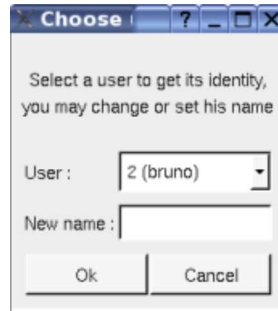 Choose
Select a user to get its identity,
you may change or set his name
User :
2 (bruno)
New name :
Ok
Cancel